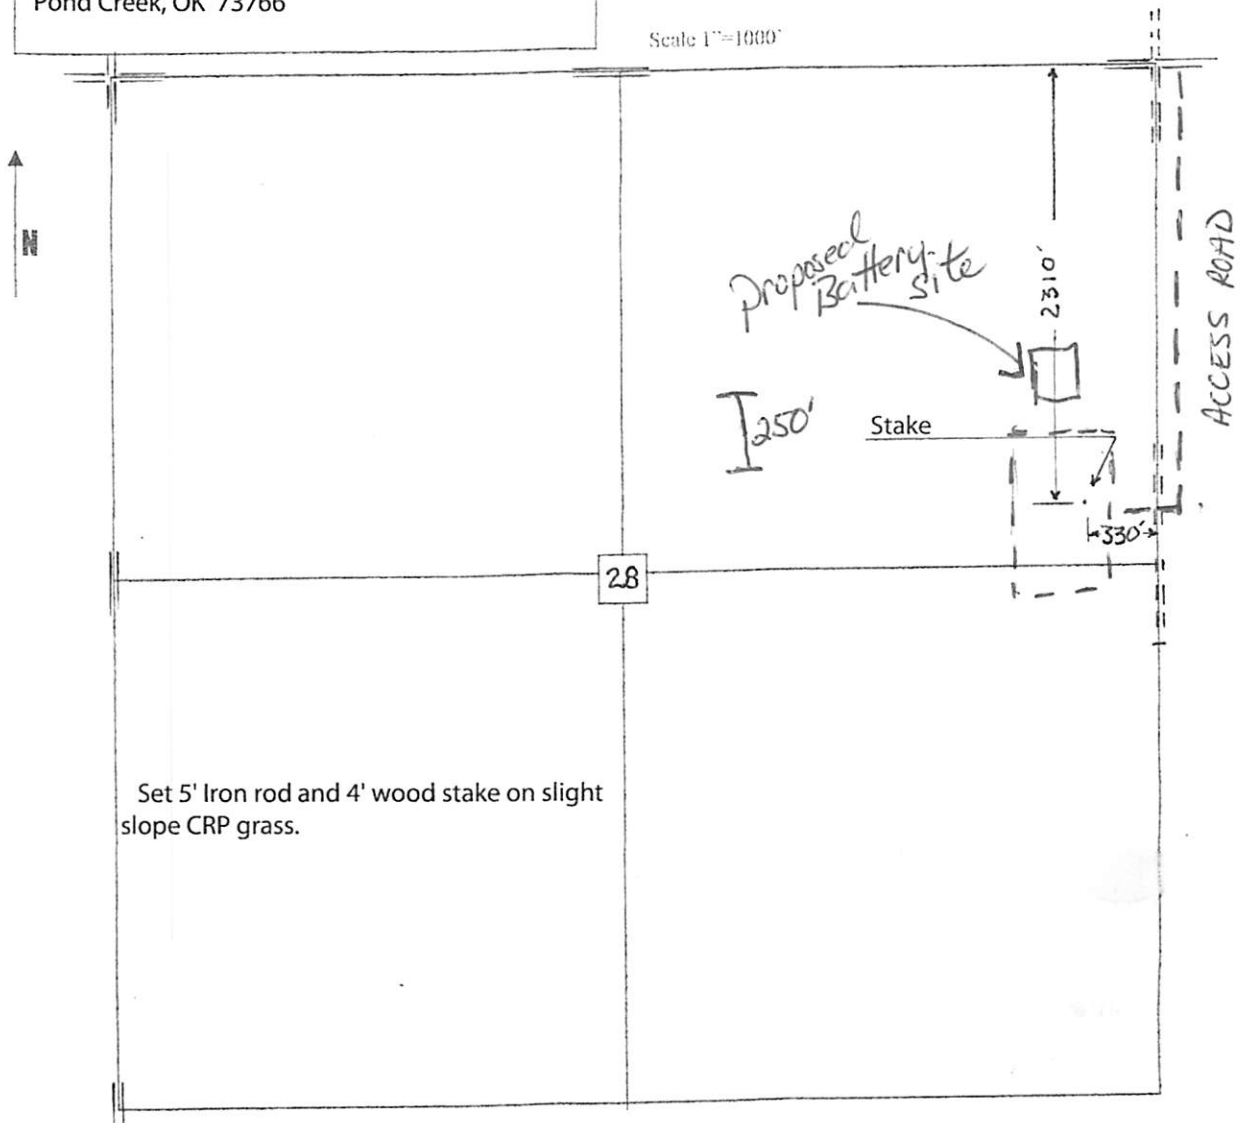 Pond Creek, OK 73766
Scale 1"=1000'
N
Proposed
Battery
Site
2310'
ACCESS ROAD
250'
Stake
330'
28
Set 5' Iron rod and 4' wood stake on slight
slope CRP grass.